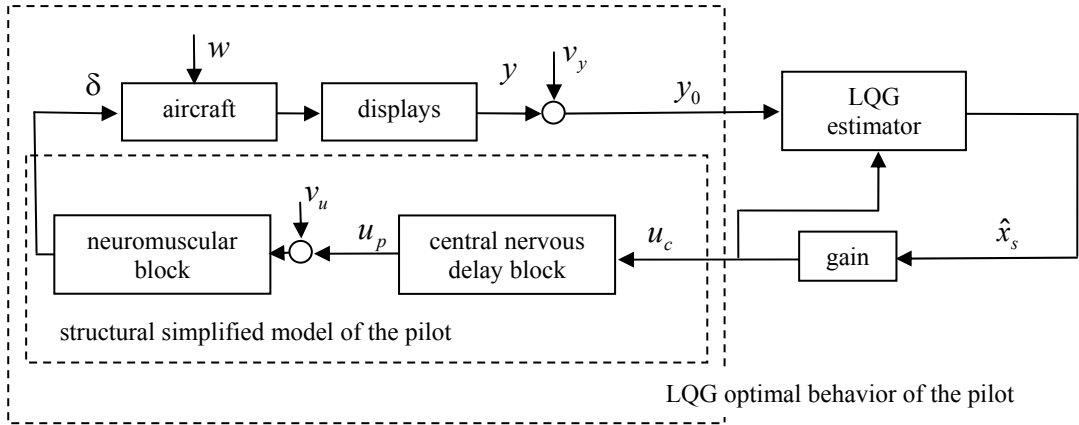 w
δ
aircraft
displays
y
v_y
y_0
LQG
estimator
v_u
neuromuscular
block
u_p
central nervous
delay block
u_c
gain
x̂_s
structural simplified model of the pilot
LQG optimal behavior of the pilot